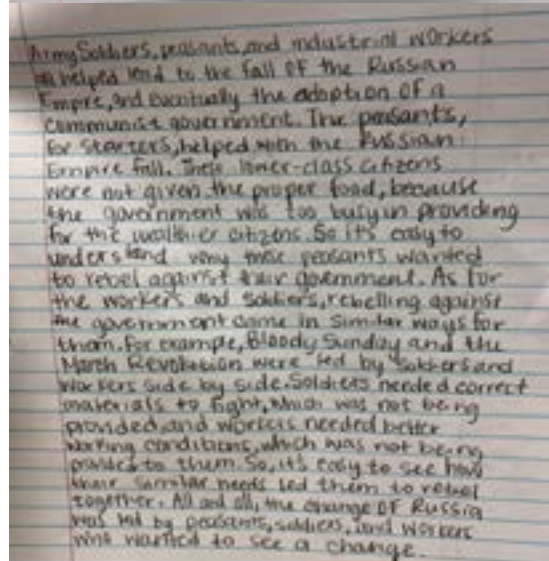 Army Soldiers, peasants, and industrial workers
all helped lead to the fall OF the Russian
Empire, and eventually the adoption of a
communist government. The peasants,
for starters, helped with the Russian
Empire fall. These lower-class citizens
were not given the proper food, because
the government was too busy in providing
for the wealthier citizens. So it's easy to
understand why these peasants wanted
to rebel against their government. As for
the workers and soldiers, rebelling against
the government came in similar ways for
them. For example, Bloody Sunday and the
March Revolution were led by soldiers and
workers side by side. Soldiers needed correct
materials to fight, which was not being
provided, and workers needed better
working conditions, which was not being
to them. So, it's easy to see how
their similar needs led them to rebel
together. All and all, the change OF Russia
was led by peasants, soldiers, and workers
who wanted to see a change.